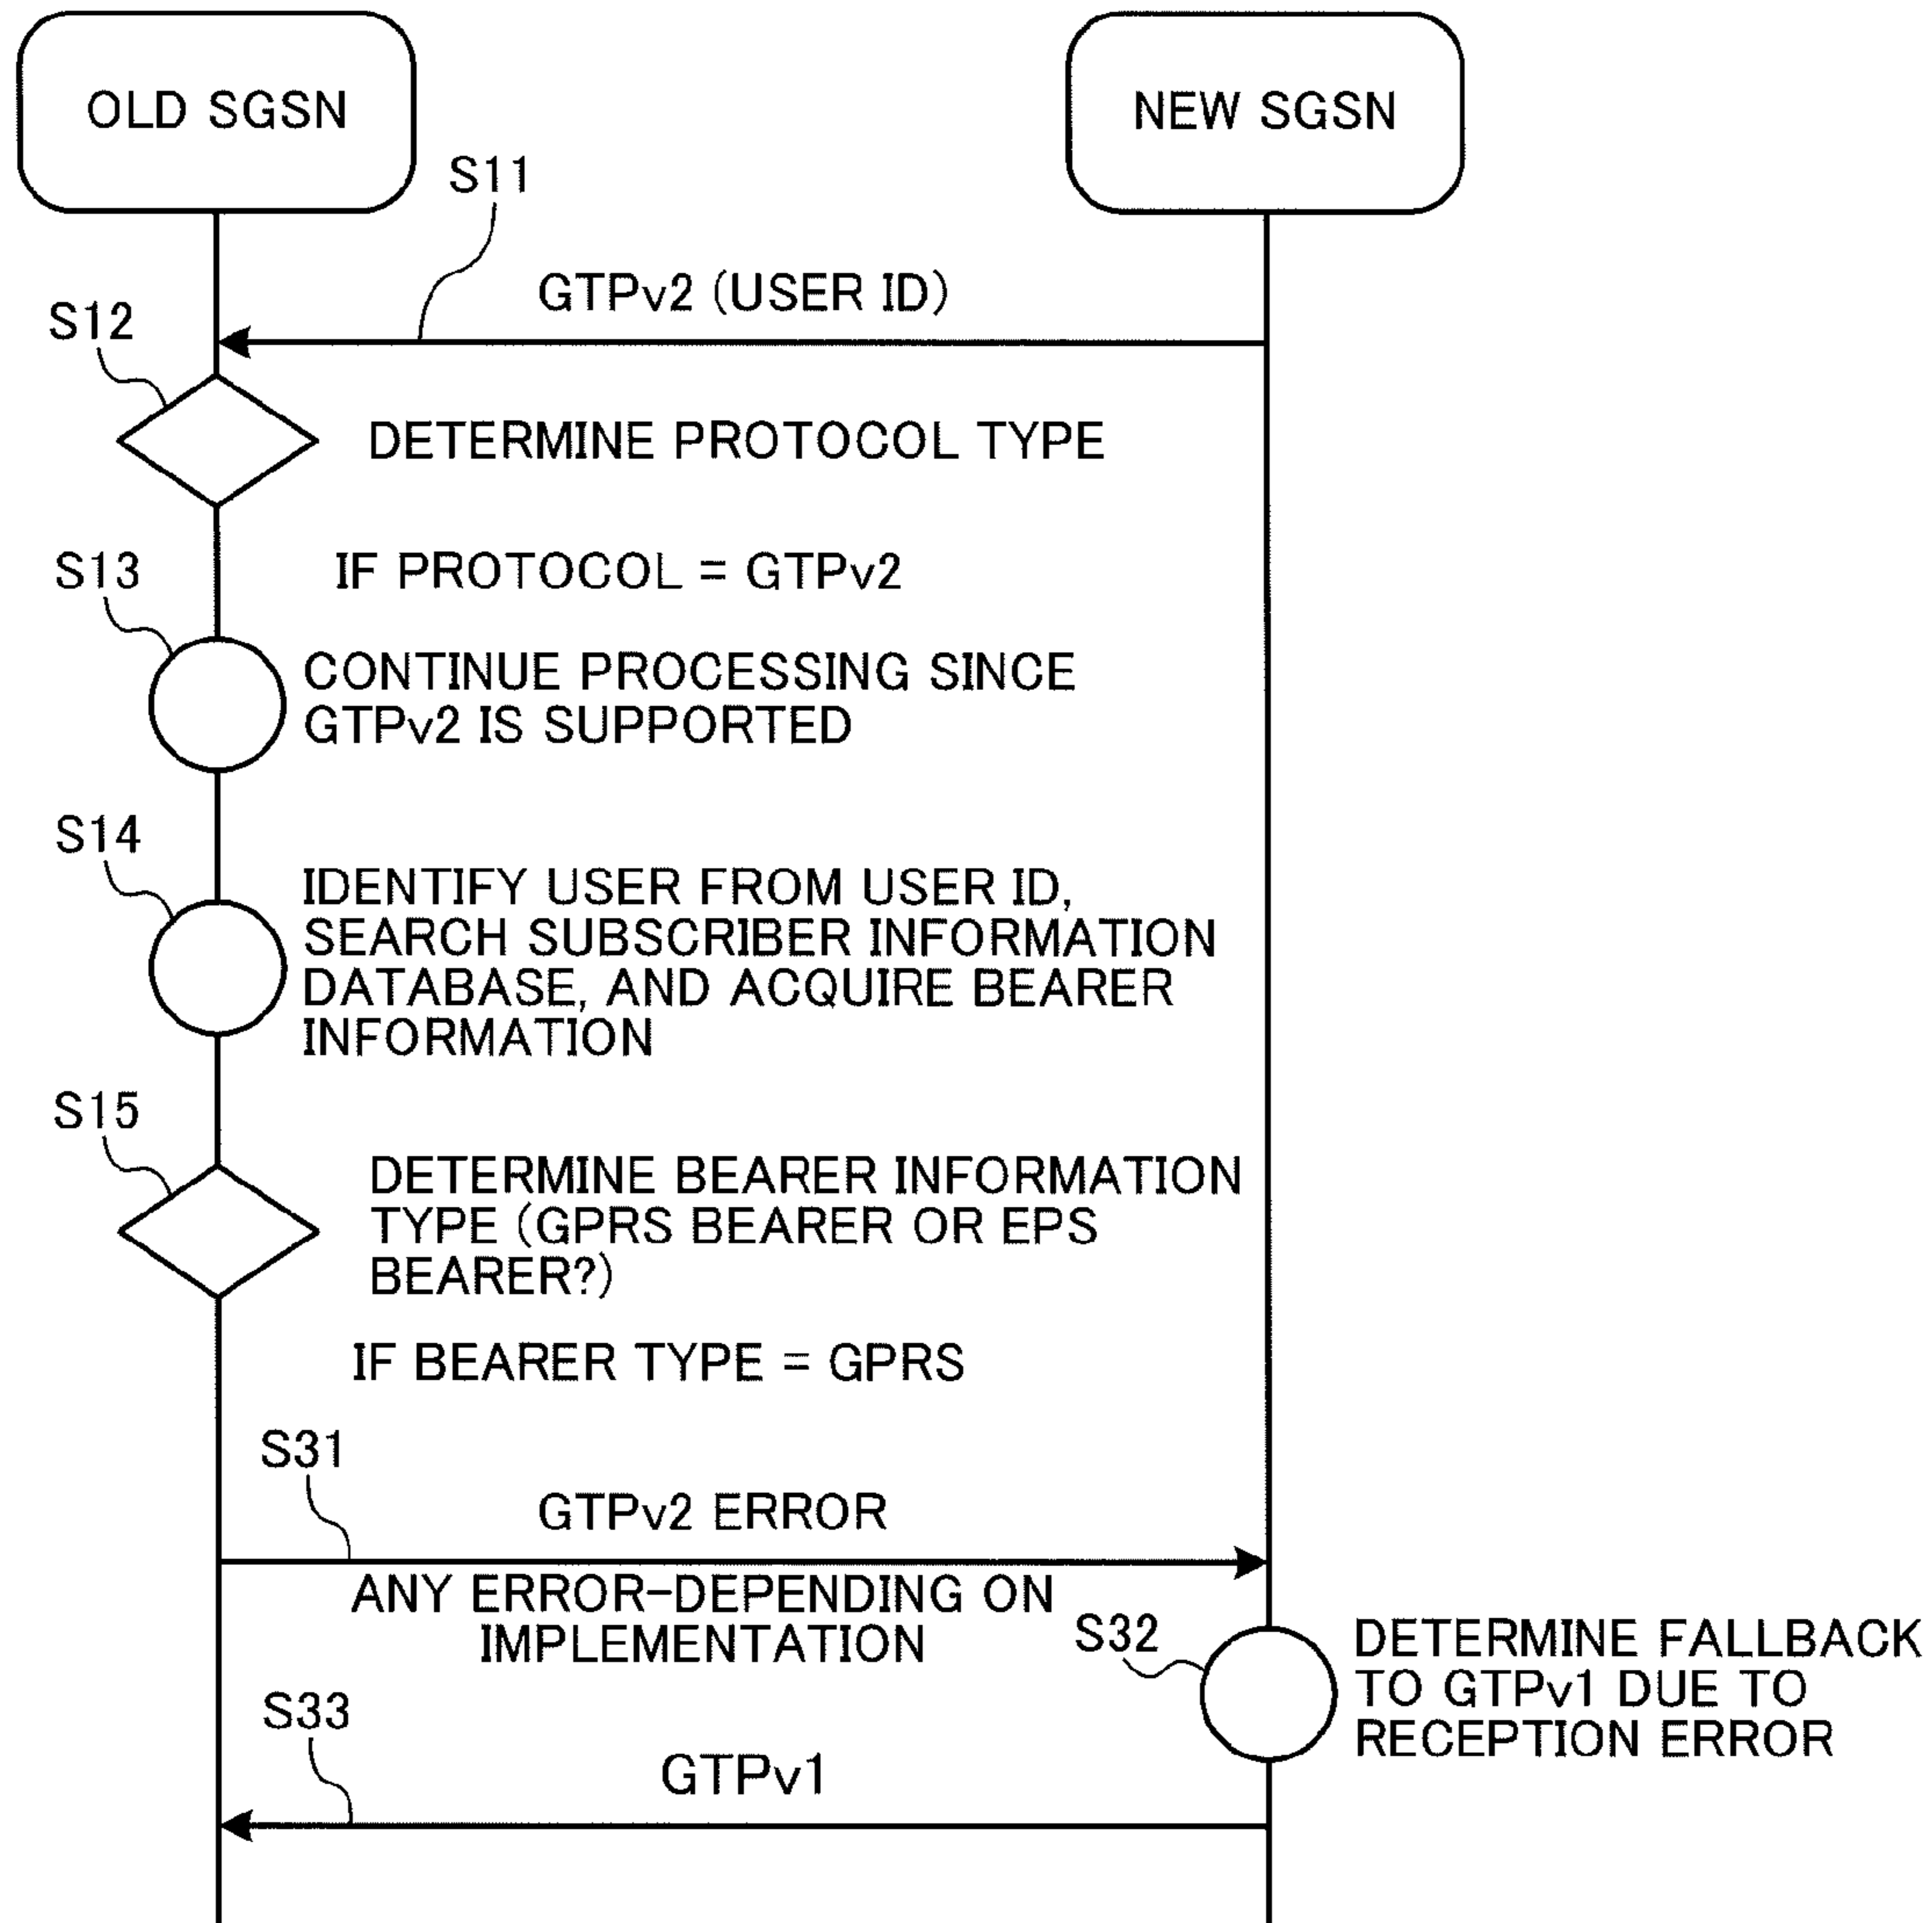 OLD SGSN
NEW SGSN
S11
GTPv2 (USER ID)
S12
DETERMINE PROTOCOL TYPE
S13
IF PROTOCOL = GTPv2
CONTINUE PROCESSING SINCE
GTPv2 IS SUPPORTED
S14
IDENTIFY USER FROM USER ID,
SEARCH SUBSCRIBER INFORMATION
DATABASE, AND ACQUIRE BEARER
INFORMATION
S15
DETERMINE BEARER INFORMATION
TYPE (GPRS BEARER OR EPS
BEARER?)
IF BEARER TYPE = GPRS
S31
GTPv2 ERROR
ANY ERROR-DEPENDING ON
IMPLEMENTATION
S32
DETERMINE FALLBACK
TO GTPv1 DUE TO
RECEPTION ERROR
S33
GTPv1